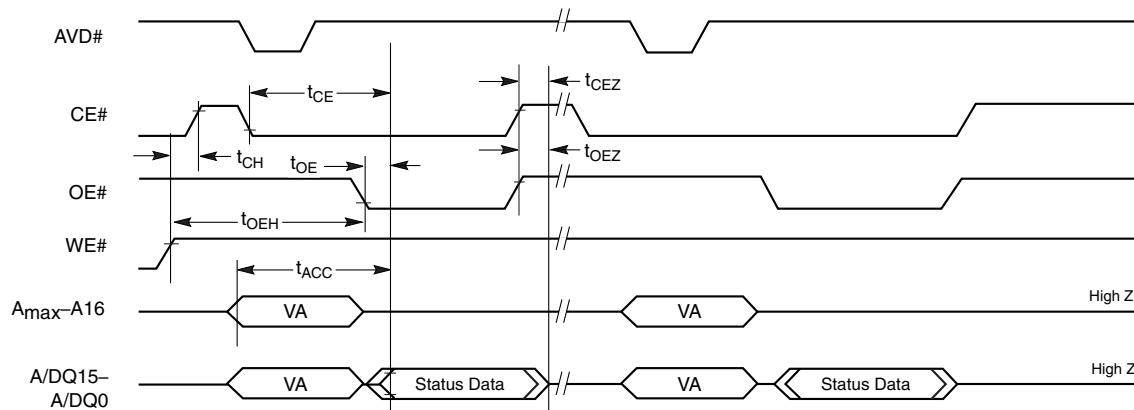 AVD#
tCEZ
tCE
CE#
tCH
tOE
tOEZ
OE#
tOEH
WE#
tACC
Amax–A16
VA
VA
High Z
A/DQ15–
A/DQ0
VA
Status Data
VA
Status Data
High Z